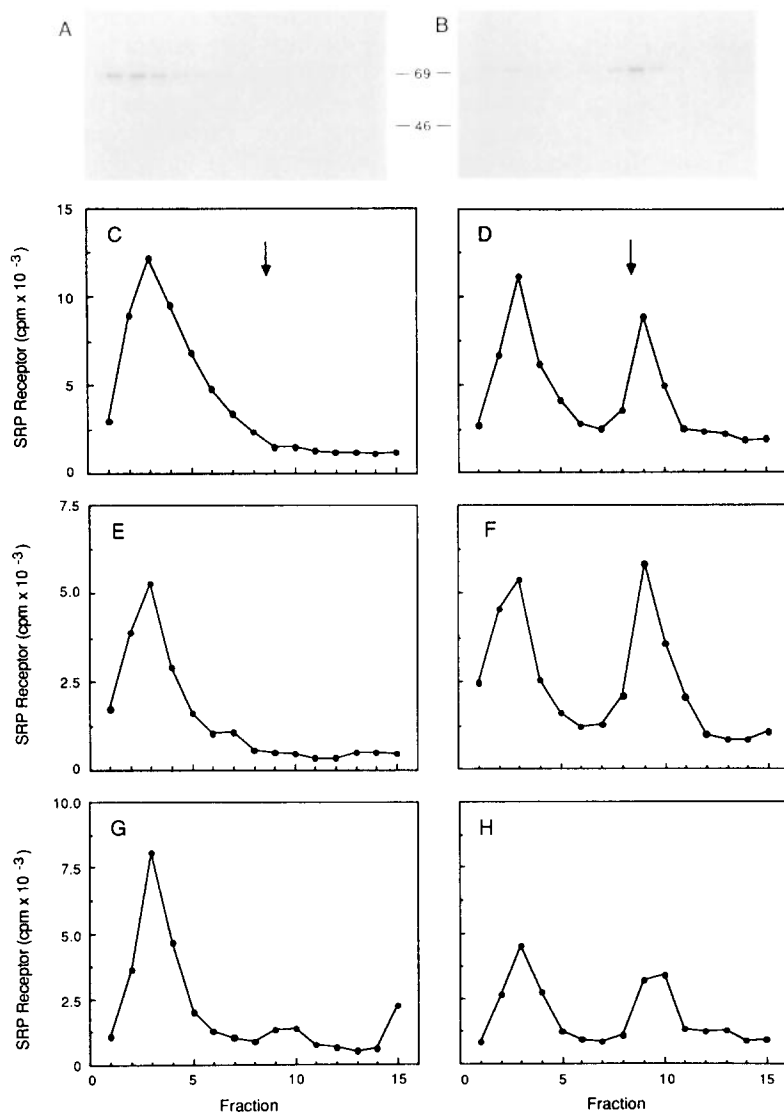 A
B
— 69 —
— 46 —
C
D
15
10
5
0
SRP Receptor (cpm x 10 -3)
E
F
7.5
5.0
2.5
0
SRP Receptor (cpm x 10 -3)
G
H
10.0
7.5
5.0
2.5
0
SRP Receptor (cpm x 10 -3)
0 5 10 15
0 5 10 15
Fraction
Fraction